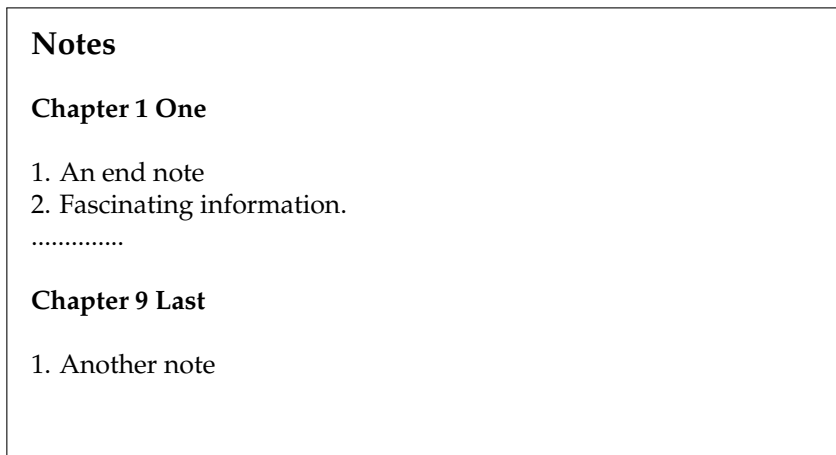 Notes
Chapter 1 One
1. An end note
2. Fascinating information.
..............
Chapter 9 Last
1. Another note